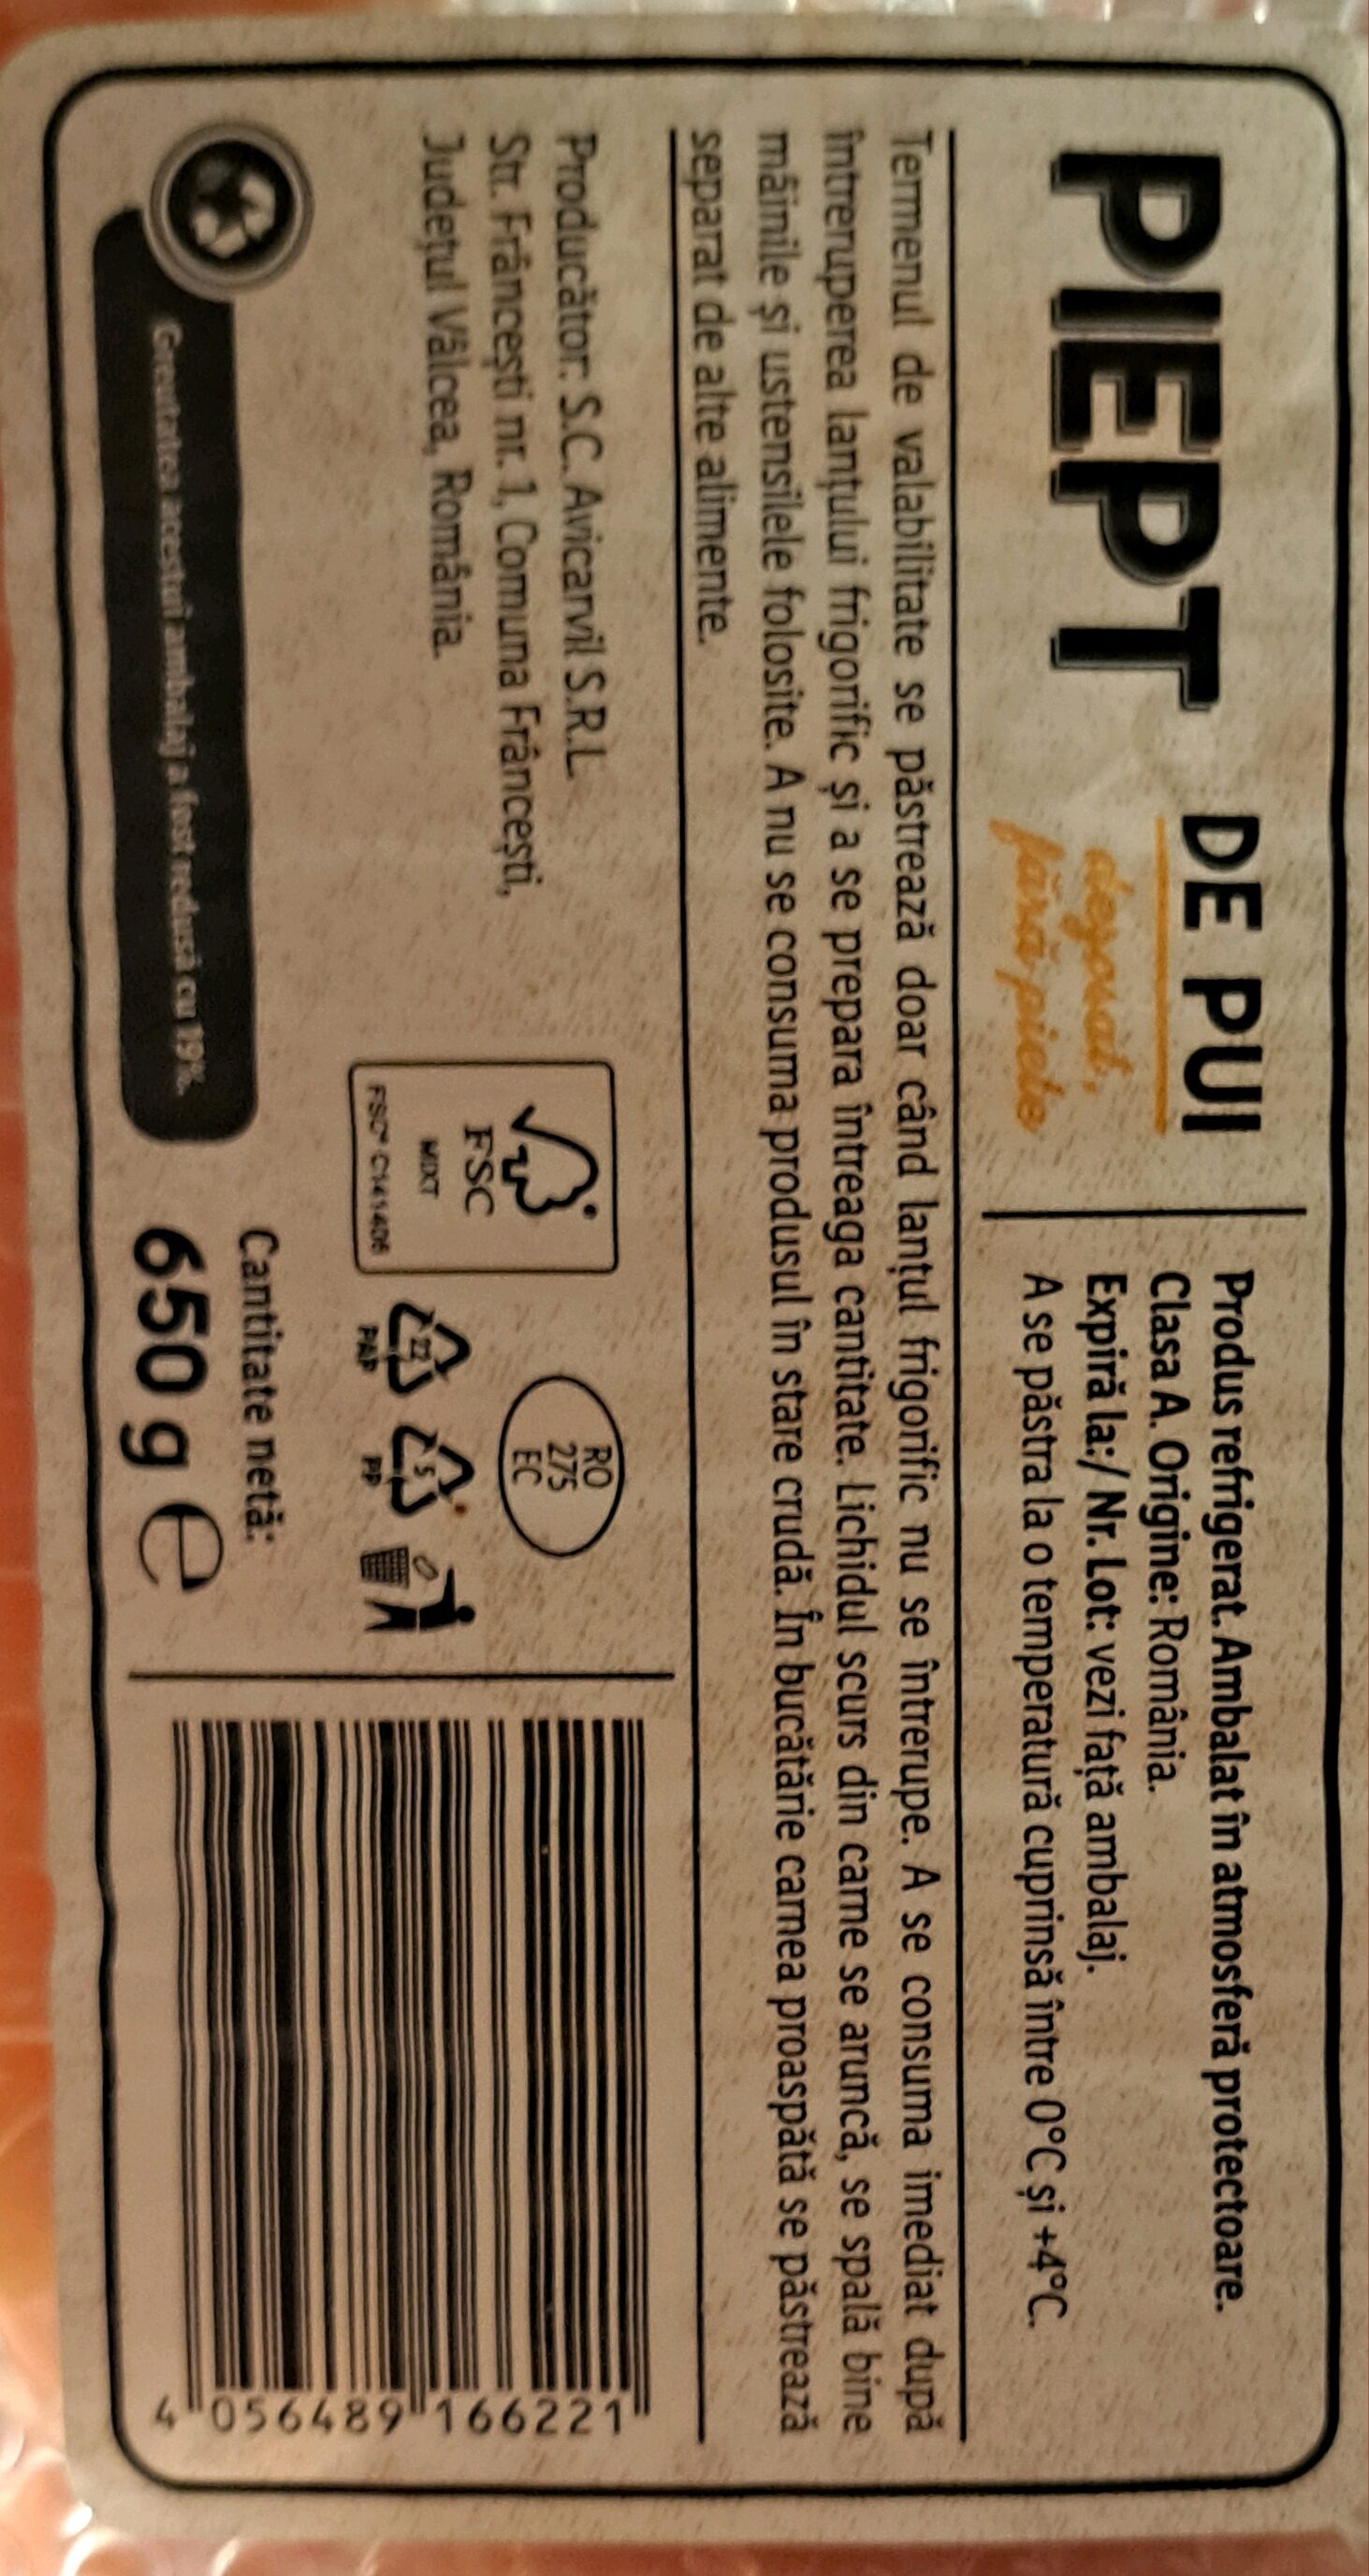 PIEPT
DE PUI
degosat,
fără piele
Produs refrigerat. Ambalat în atmosferă protectoare.
Clasa A. Origine: România.
Expiră la:/ Nr. Lot: vezi față ambalaj.
A se păstra la o temperatură cuprinsă între 0°C și +4°C.
Termenul de valabilitate se păstrează doar când lanțul frigorific nu se întrerupe. A se consuma imediat după
întreruperea lanțului frigorific și a se prepara întreaga cantitate. Lichidul scurs din carne se aruncă, se spală bine
mâinile și ustensilele folosite. A nu se consuma produsul în stare crudă. În bucătărie carnea proaspătă se păstrează
separat de alte alimente.
Producător: S.C. Avicarvil S.R.L.
Str. Frâncești nr. 1, Comuna Frâncești,
Județul Vâlcea, România.
FSC
MIXT
FSC® C141406
RO
275
EC
22
PAP
5
PP
Greutatea acestui ambalaj a fost redusă cu 19%.
Cantitate netă:
650 g e
4 056489 166221